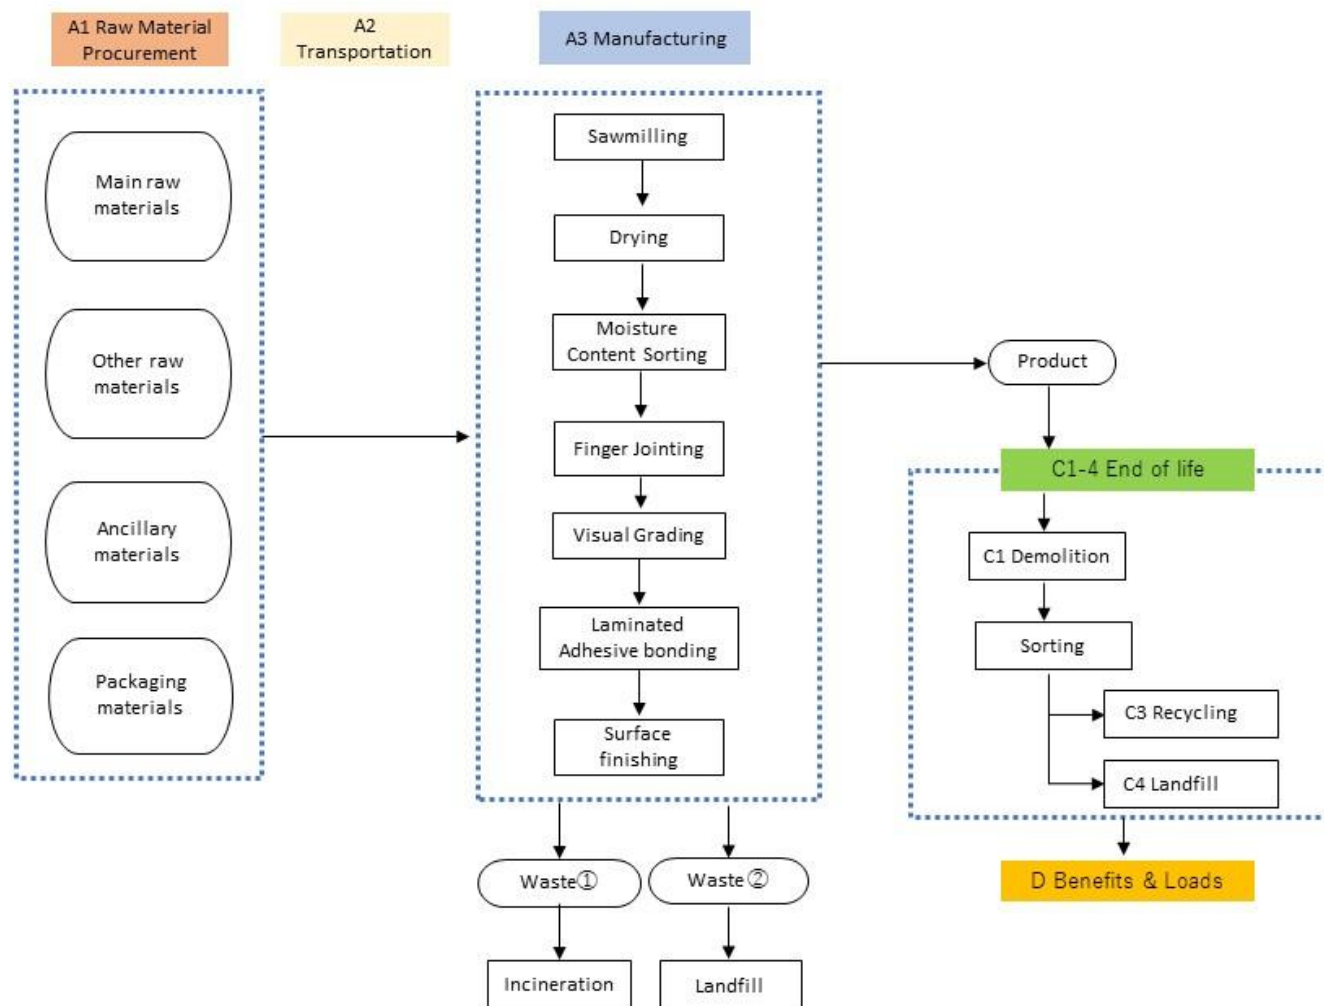 A1 Raw Material
Procurement
A2
Transportation
A3 Manufacturing
Main raw
materials
Other raw
materials
Ancillary
materials
Packaging
materials
Sawmilling
Drying
Moisture
Content Sorting
Finger Jointing
Visual Grading
Laminated
Adhesive bonding
Surface
finishing
Waste①
Incineration
Waste②
Landfill
Product
C1-4 End of life
C1 Demolition
Sorting
C3 Recycling
C4 Landfill
D Benefits & Loads